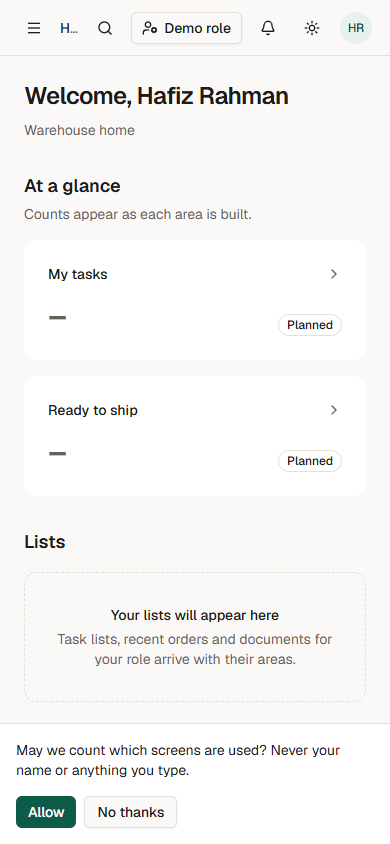 H...
Demo role
HR
Welcome, Hafiz Rahman
Warehouse home
At a glance
Counts appear as each area is built.
My tasks
—
Planned
Ready to ship
—
Planned
Lists
Your lists will appear here
Task lists, recent orders and documents for
your role arrive with their areas.
May we count which screens are used? Never your
name or anything you type.
Allow
No thanks